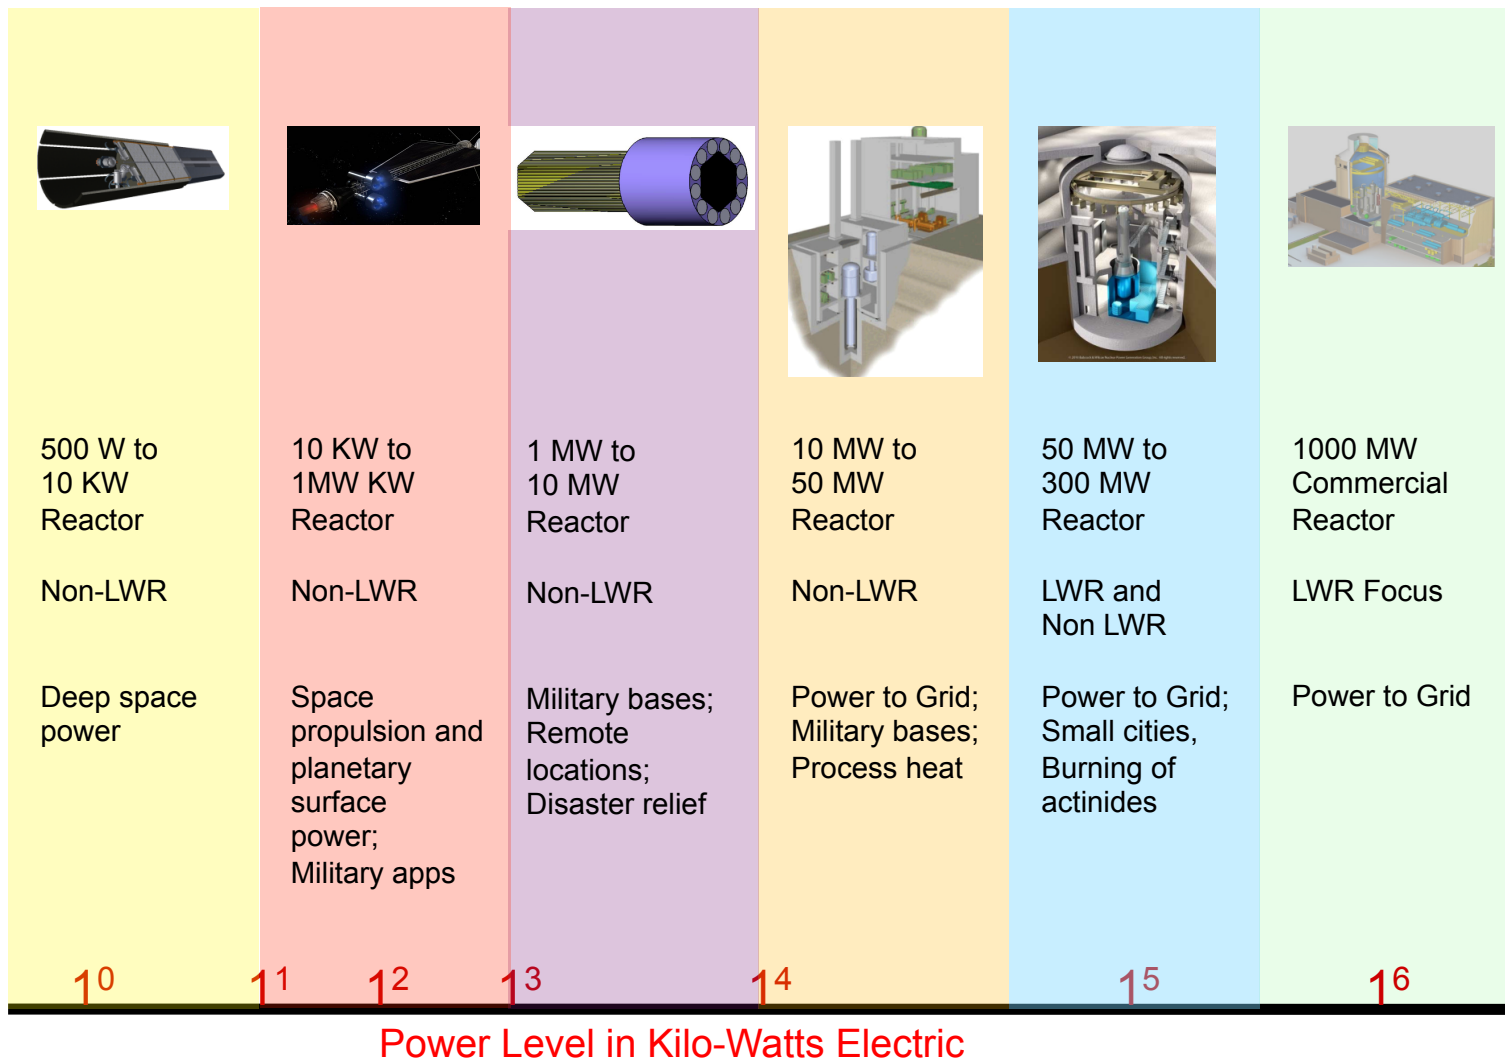 500 W to
10 KW
Reactor
Non-LWR
Deep space
power
10 KW to
1MW KW
Reactor
Non-LWR
Space
propulsion and
planetary
surface
power;
Military apps
1 MW to
10 MW
Reactor
Non-LWR
Military bases;
Remote
locations;
Disaster relief
10 MW to
50 MW
Reactor
Non-LWR
Power to Grid;
Military bases;
Process heat
50 MW to
300 MW
Reactor
LWR and
Non LWR
Power to Grid;
Small cities,
Burning of
actinides
1000 MW
Commercial
Reactor
LWR Focus
Power to Grid
1⁰ 1¹ 1² 1³ 1⁴ 1⁵ 1⁶
Power Level in Kilo-Watts Electric